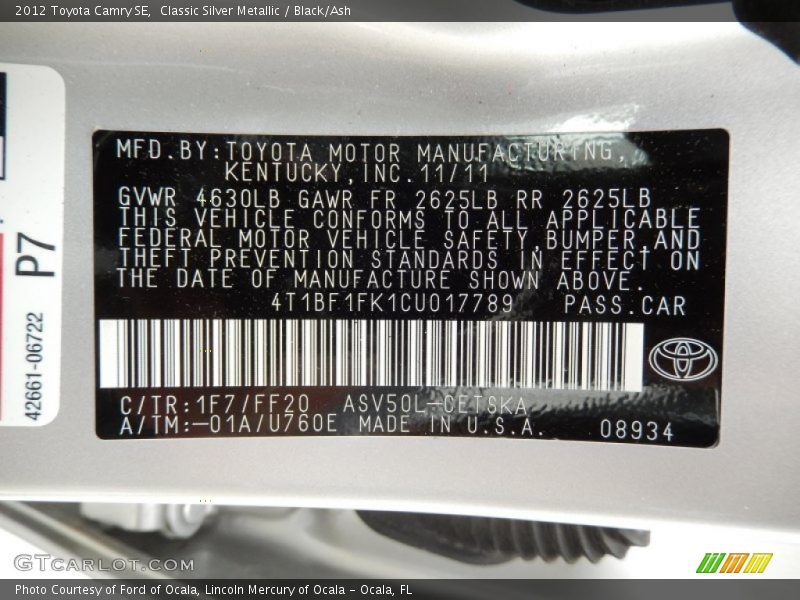 2012 Toyota Camry SE,  Classic Silver Metallic / Black/Ash
MFD.BY:TOYOTA MOTOR MANUFACTURING,
KENTUCKY,INC.11/11
GVWR 4630LB GAWR FR 2625LB RR 2625LB
THIS VEHICLE CONFORMS TO ALL APPLICABLE
FEDERAL MOTOR VEHICLE SAFETY,BUMPER,AND
THEFT PREVENTION STANDARDS IN EFFECT ON
THE DATE OF MANUFACTURE SHOWN ABOVE.
4T1BF1FK1CU017789 PASS.CAR
C/TR:1F7/FF20 ASV50L-CETSKA
A/TM:-01A/U760E MADE IN U.S.A. 08934
P7
42661-06722
GTCARLOT.COM
Photo Courtesy of Ford of Ocala, Lincoln Mercury of Ocala - Ocala, FL